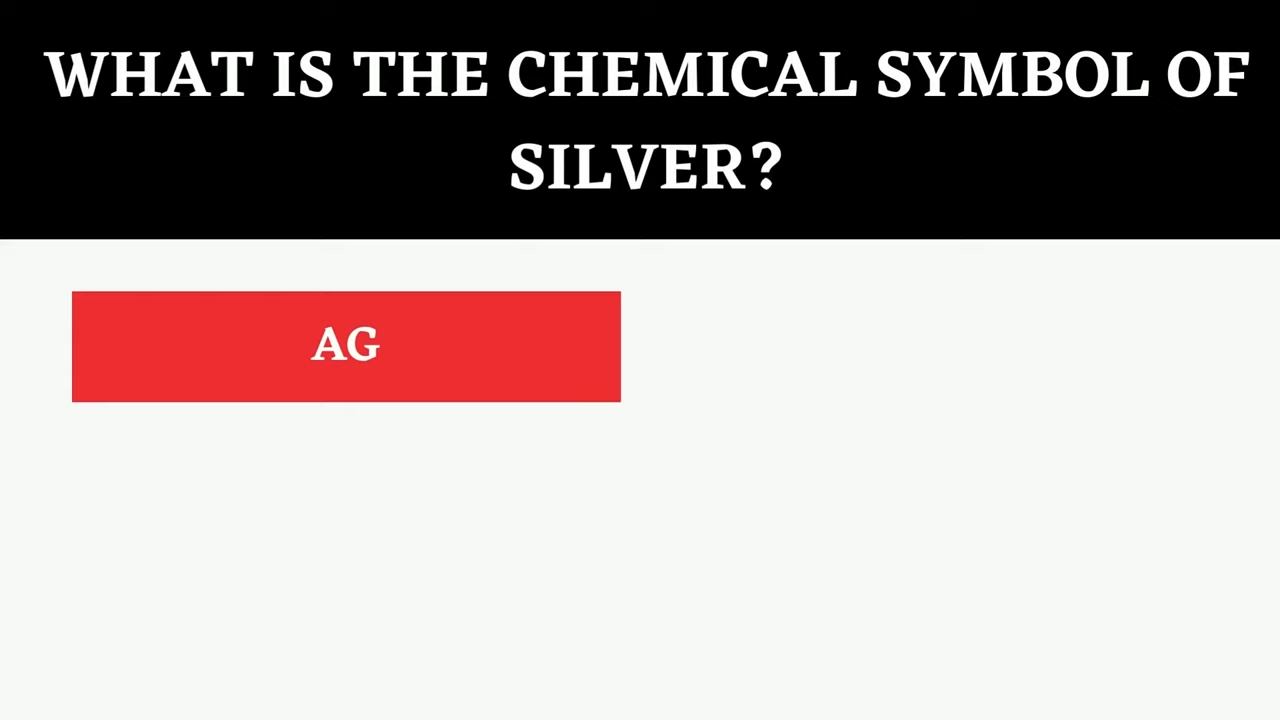 WHAT IS THE CHEMICAL SYMBOL OF
SILVER?
AG